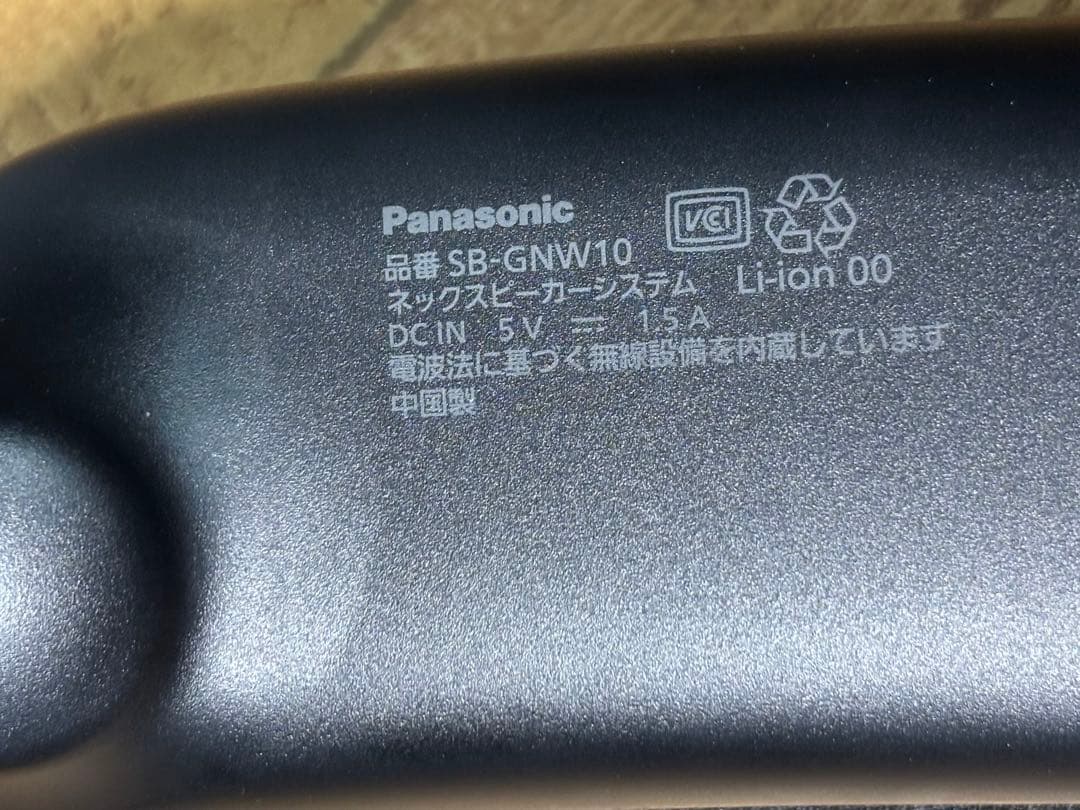 Panasonic
VCI
品番 SB-GNW10
ネックスピーカーシステム
Li-ion 00
DC IN 5V ⎓ 1.5A
電波法に基づく無線設備を内蔵しています
中国製